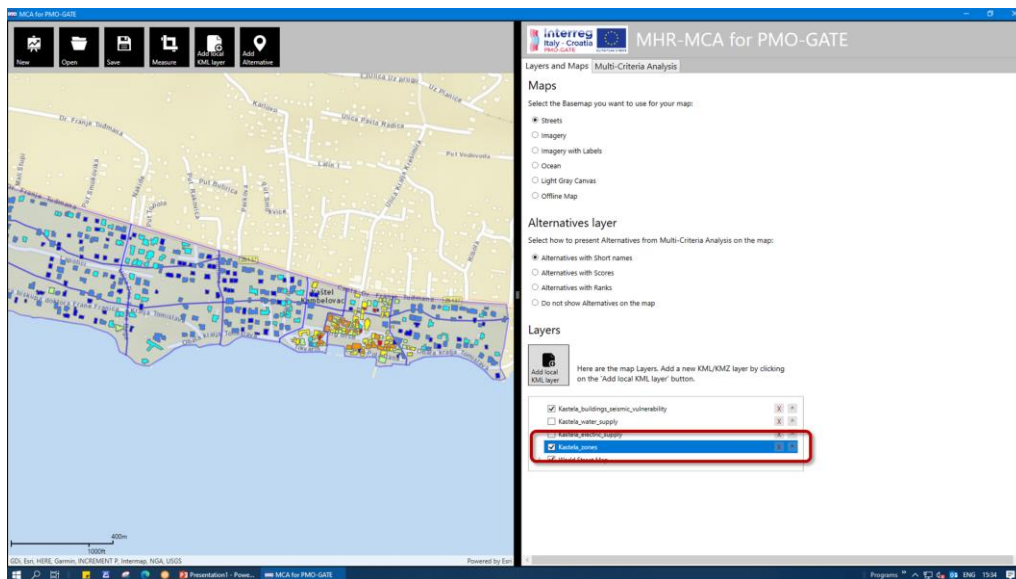 MCA for PMO-GATE
New
Open
Save
Measure
Add local
KML layer
Add
Alternative
Interreg
Italy - Croatia
PMO-GATE
MHR-MCA for PMO-GATE
Layers and Maps
Multi-Criteria Analysis
Maps
Select the Basemap you want to use for your map:
Streets
Imagery
Imagery with Labels
Ocean
Light Gray Canvas
Offline Map
Alternatives layer
Select how to present Alternatives from Multi-Criteria Analysis on the map:
Alternatives with Short names
Alternatives with Scores
Alternatives with Ranks
Do not show Alternatives on the map
Layers
Add local
KML layer
Here are the map Layers. Add a new KML/KMZ layer by clicking
on the 'Add local KML layer' button.
Kastela_buildings_seismic_vulnerability X ^
Kastela_water_supply X ^
Kastela_electric_supply X ^
Kastela_zones X ^
World Street Map
Dr. Franje Tuđmana
Karlovo
Ulica Pavla Radića
Put Vodovoda
Put Bubrica
400m
1000ft
GDI, Esri, HERE, Garmin, INCREMENT P, Intermap, NGA, USGS
Powered by Esri
Presentation1 - Powe...
MCA for PMO-GATE
Programs
ENG
15:34